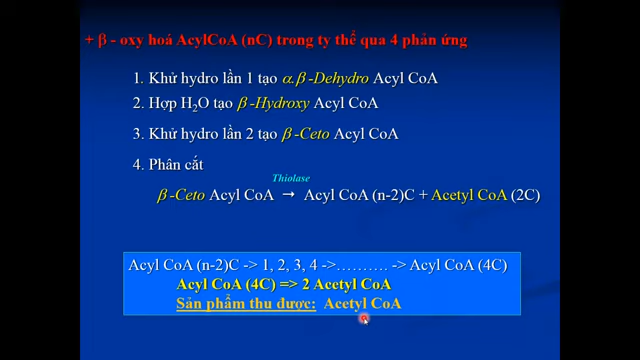 + β - oxy hoá AcylCoA (nC) trong ty thể qua 4 phản ứng
1. Khử hydro lần 1 tạo α.β -Dehydro Acyl CoA
2. Hợp H₂O tạo β -Hydroxy Acyl CoA
3. Khử hydro lần 2 tạo β -Ceto Acyl CoA
4. Phân cắt
Thiolase
β -Ceto Acyl CoA → Acyl CoA (n-2)C + Acetyl CoA (2C)
Acyl CoA (n-2)C -> 1, 2, 3, 4 ->……… -> Acyl CoA (4C)
Acyl CoA (4C) => 2 Acetyl CoA
Sản phẩm thu được: Acetyl CoA